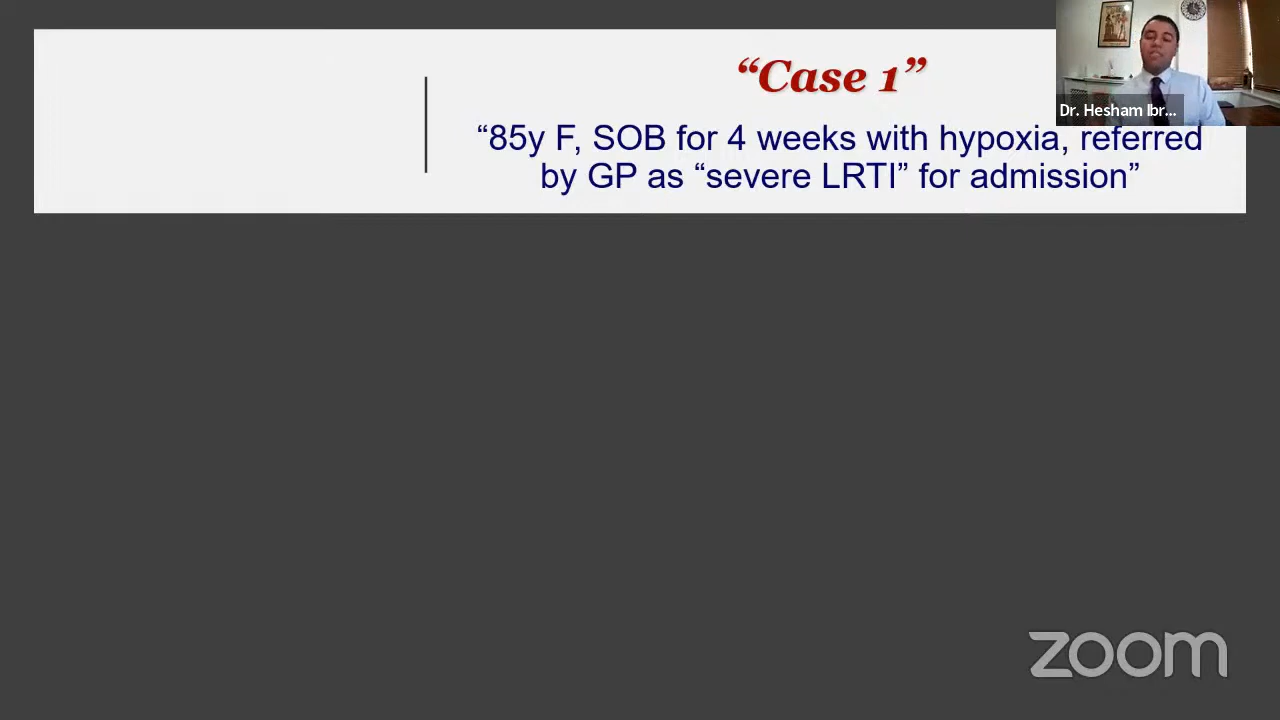 “Case 1”
Dr. Hesham Ibr...
“85y F, SOB for 4 weeks with hypoxia, referred
by GP as “severe LRTI” for admission”
zoom